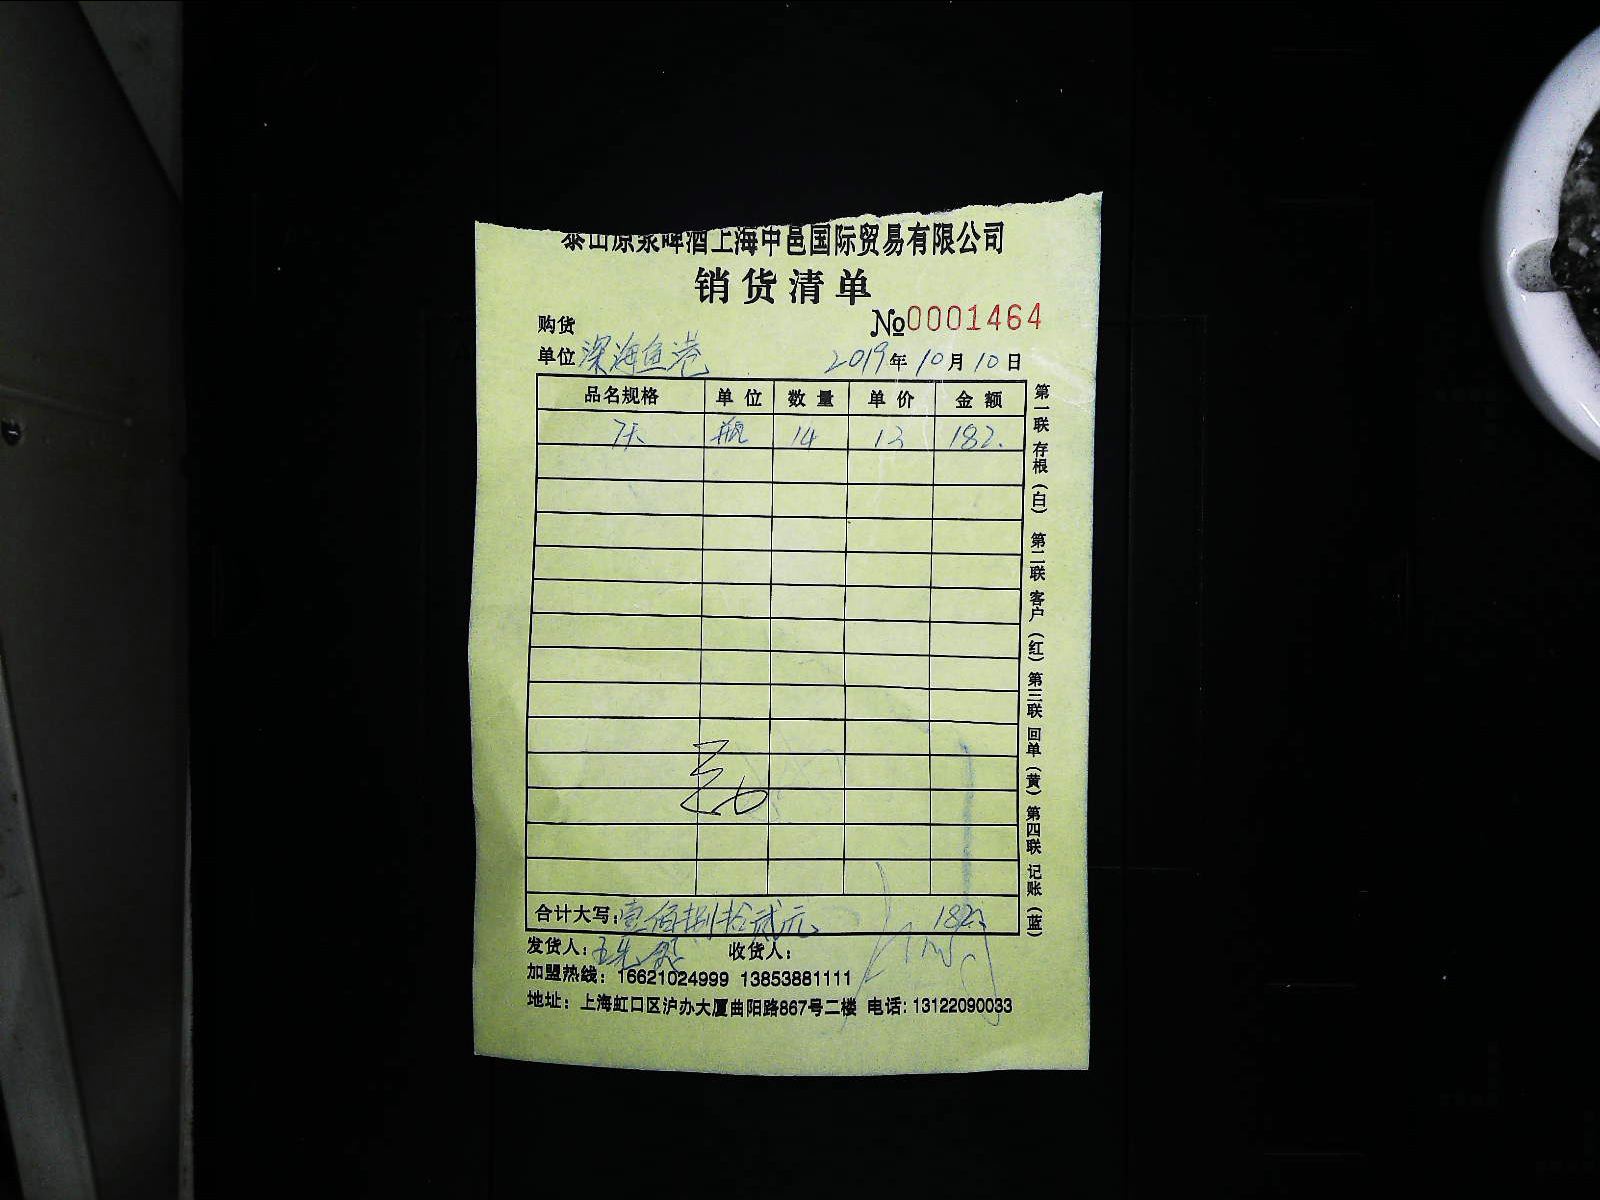 泰山原浆啤酒上海中邑国际贸易有限公司
销货清单
购货
单位 深海鱼港
№0001464
2019年10月10日
品名规格 单位 数量 单价 金额
7天 瓶 14 13 182.
合计大写：壹佰捌拾贰元 182.
发货人： 收货人：
加盟热线：16621024999 13853881111
地址：上海虹口区沪办大厦曲阳路867号二楼 电话：13122090033
第一联 存根（白） 第二联 客户（红） 第三联 回单（黄） 第四联 记账（蓝）